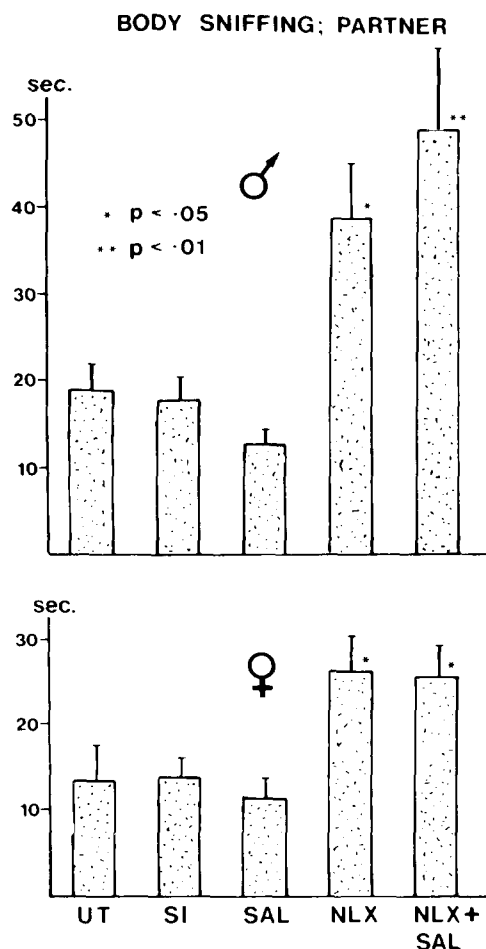 BODY SNIFFING; PARTNER
sec.
50
40
30
20
10
♂
* p < ·05
** p < ·01
*
**
sec.
30
20
10
♀
*
*
UT SI SAL NLX NLX+
SAL